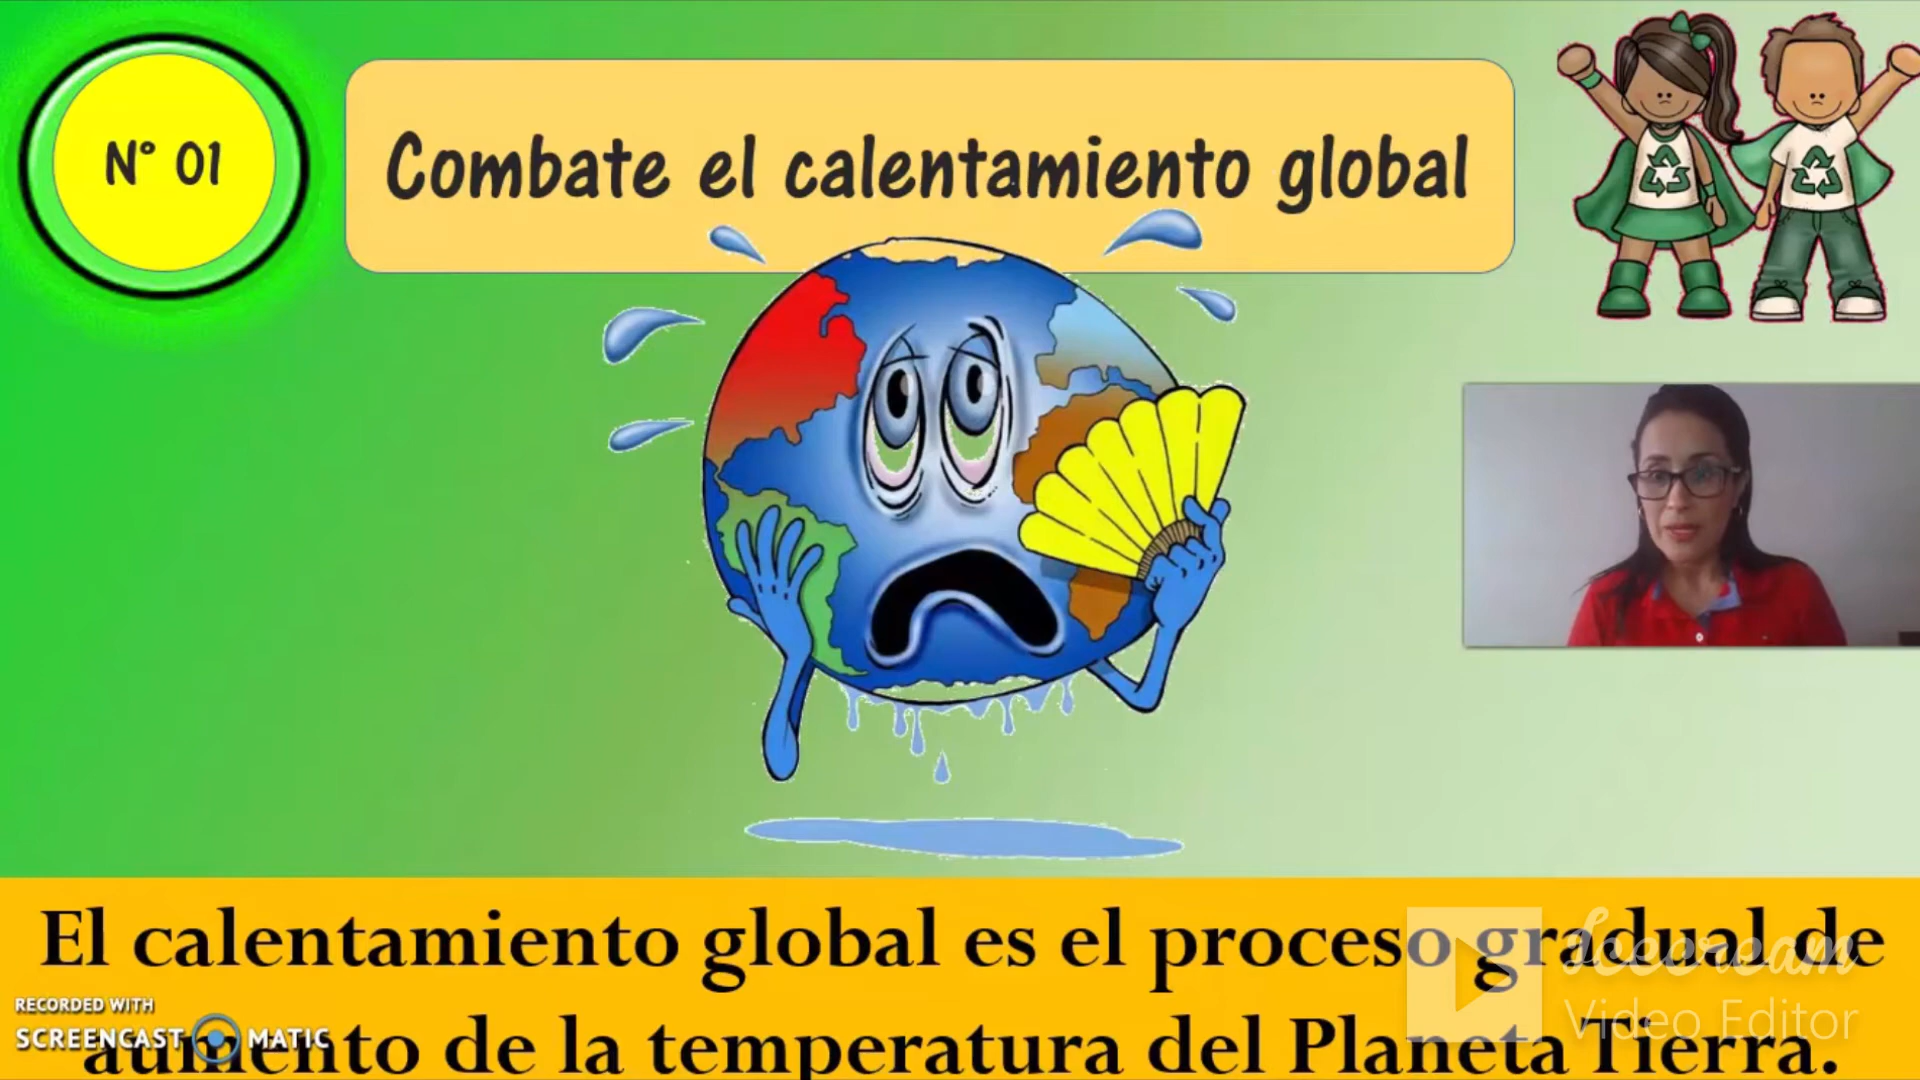 N° 01
Combate el calentamiento global
El calentamiento global es el proceso gradual de
aumento de la temperatura del Planeta Tierra.
RECORDED WITH
SCREENCAST MATIC
Icecream
Video Editor